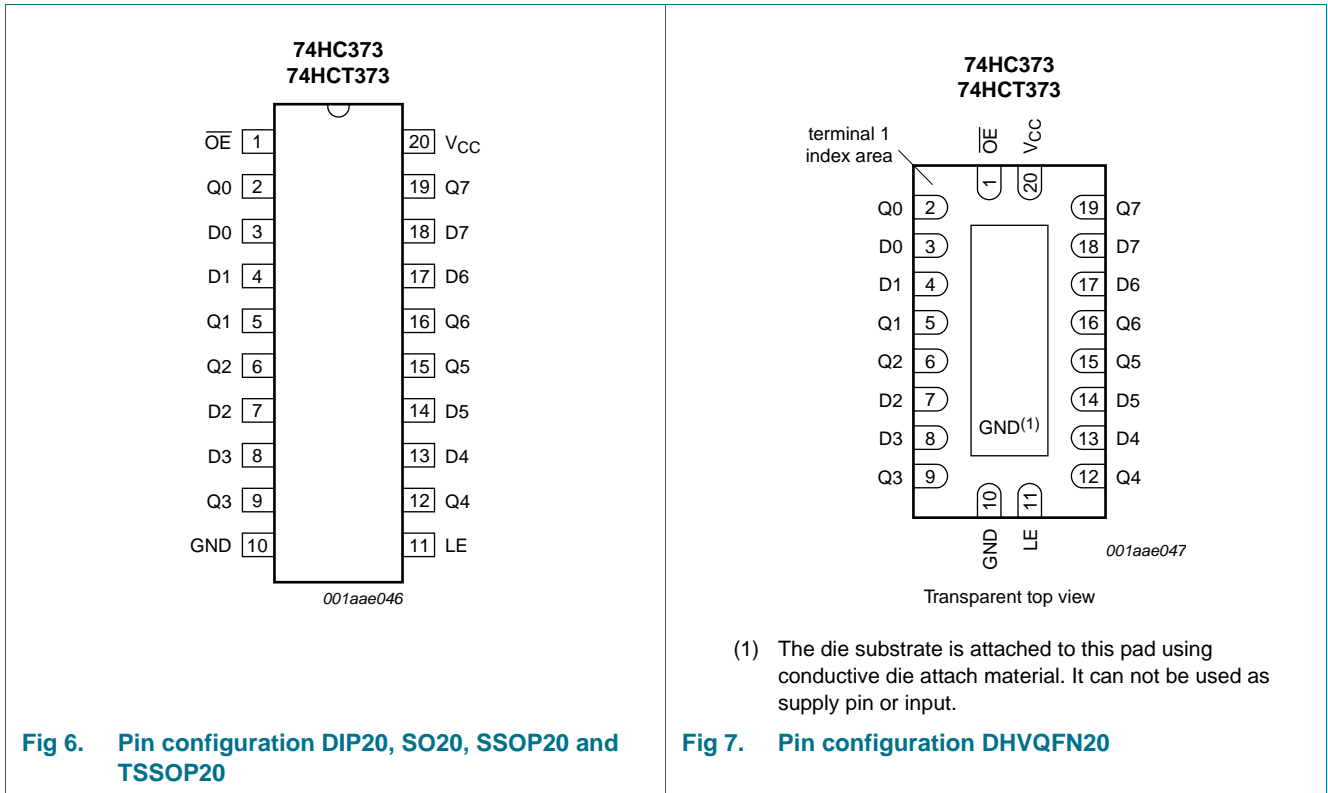 74HC373
74HCT373
OE 1
20 VCC
Q0 2
19 Q7
D0 3
18 D7
D1 4
17 D6
Q1 5
16 Q6
Q2 6
15 Q5
D2 7
14 D5
D3 8
13 D4
Q3 9
12 Q4
GND 10
11 LE
001aae046
Fig 6. Pin configuration DIP20, SO20, SSOP20 and
TSSOP20
74HC373
74HCT373
terminal 1
index area
OE
VCC
1
20
Q0 2
19 Q7
D0 3
18 D7
D1 4
17 D6
Q1 5
16 Q6
Q2 6
15 Q5
D2 7
14 D5
D3 8
GND(1)
13 D4
Q3 9
12 Q4
10
11
GND
LE
001aae047
Transparent top view
(1) The die substrate is attached to this pad using
conductive die attach material. It can not be used as
supply pin or input.
Fig 7. Pin configuration DHVQFN20